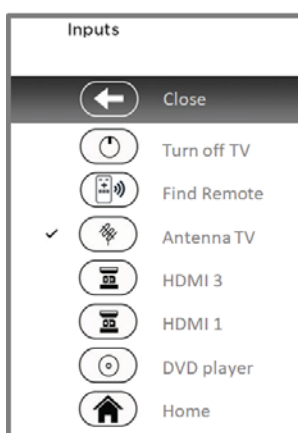 Inputs
Close
Turn off TV
Find Remote
Antenna TV
HDMI 3
HDMI 1
DVD player
Home